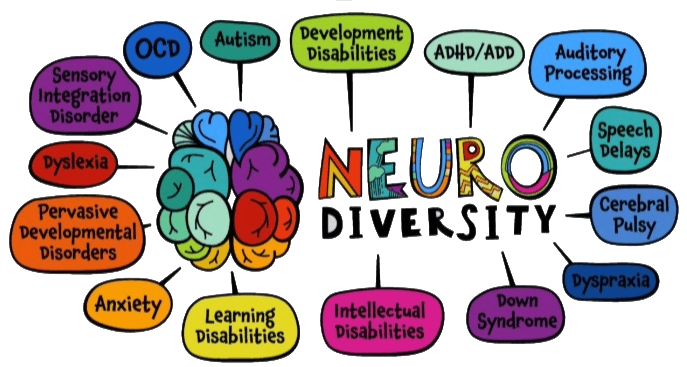 OCD
Autism
Development
Disabilities
ADHD/ADD
Auditory
Processing
Sensory
Integration
Disorder
Speech
Delays
Dyslexia
NEURO
DIVERSITY
Cerebral
Pulsy
Pervasive
Developmental
Disorders
Dyspraxia
Anxiety
Learning
Disabilities
Intellectual
Disabilities
Down
Syndrome